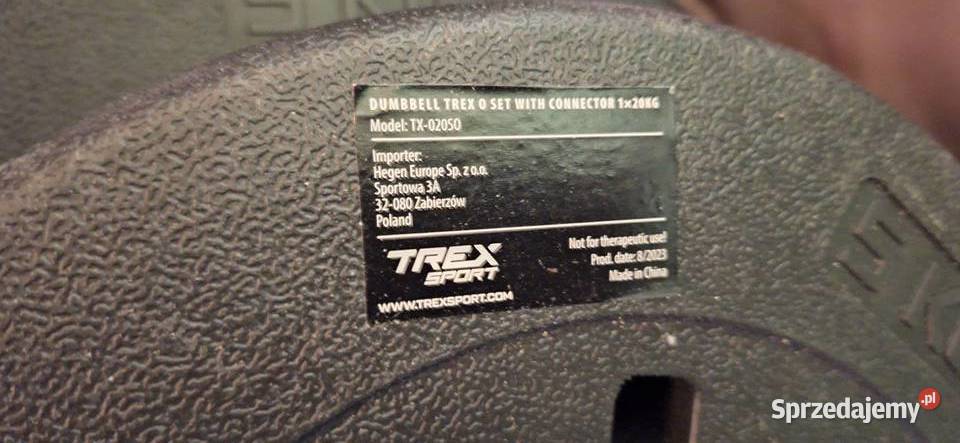 DUMBBELL TREX O SET WITH CONNECTOR 1x20KG
Model: TX-020SO
Importer:
Hegen Europe Sp. z o.o.
Sportowa 3A
32-080 Zabierzów
Poland
TREX
SPORT
WWW.TREXSPORT.COM
Not for therapeutic use!
Prod. date: 8/2023
Made in China
Sprzedajemy.pl